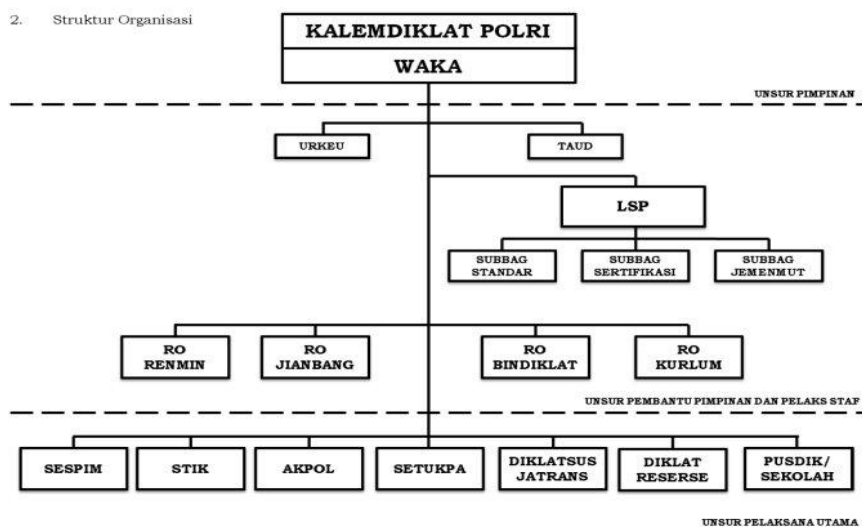 2. Struktur Organisasi
KALEMDIKLAT POLRI
WAKA
UNSUR PIMPINAN
URKEU
TAUD
LSP
SUBBAG
STANDAR
SUBBAG
SERTIFIKASI
SUBBAG
JEMENMUT
RO
RENMIN
RO
JIANBANG
RO
BINDIKLAT
RO
KURLUM
UNSUR PEMBANTU PIMPINAN DAN PELAKS STAF
SESPIM
STIK
AKPOL
SETUKPA
DIKLATSUS
JATRANS
DIKLAT
RESERSE
PUSDIK/
SEKOLAH
UNSUR PELAKSANA UTAMA